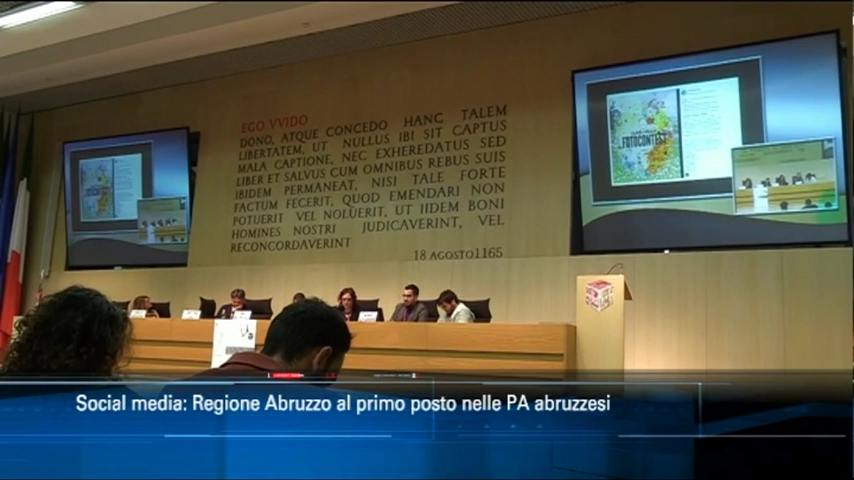 EGO VVIDO
DONO, ATQUE CONCEDO HANC TALEM
LIBERTATEM, UT NULLUS IBI SIT CAPTUS
MALA CAPTIONE, NEC EXHEREDATUS SED
LIBER ET SALVUS CUM OMNIBUS REBUS SUIS
IBIDEM PERMANEAT, NISI TALE FORTE
FACTUM FECERIT, QUOD EMENDARI NON
POTUERIT VEL NOLUERIT, UT IIDEM BONI
HOMINES NOSTRI JUDICAVERINT, VEL
RECONCORDAVERINT
18 AGOSTO 1165
FOTOCONTEST
Social media: Regione Abruzzo al primo posto nelle PA abruzzesi